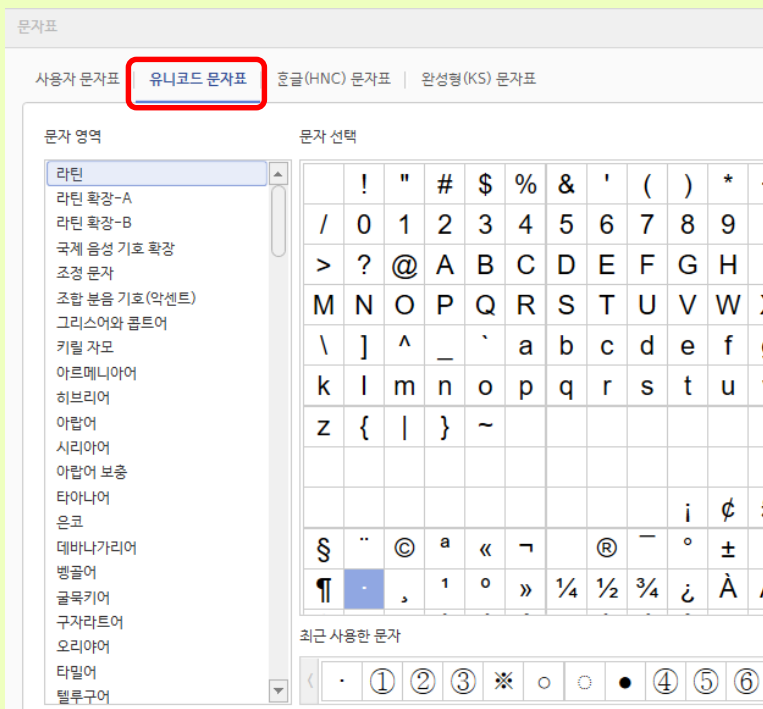 문자표
사용자 문자표 | 유니코드 문자표 | 흔글(HNC) 문자표 | 완성형(KS) 문자표
문자 영역
라틴
라틴 확장-A
라틴 확장-B
국제 음성 기호 확장
조정 문자
조합 분음 기호(악센트)
그리스어와 콥트어
키릴 자모
아르메니아어
히브리어
아랍어
시리아어
아랍어 보충
타아나어
은코
데바나가리어
벵골어
굴묵키어
구자라트어
오리야어
타밀어
텔루구어
문자 선택
! " # $ % & ' ( ) *
/ 0 1 2 3 4 5 6 7 8 9
> ? @ A B C D E F G H
M N O P Q R S T U V W
\ ] ^ _ ` a b c d e f
k l m n o p q r s t u
z { | } ~
¡ ¢
§ ¨ © ª « ¬ ® ¯ ° ±
¶ · ¸ ¹ º » ¼ ½ ¾ ¿ À
최근 사용한 문자
· ① ② ③ ※ ○ ◌ ● ④ ⑤ ⑥